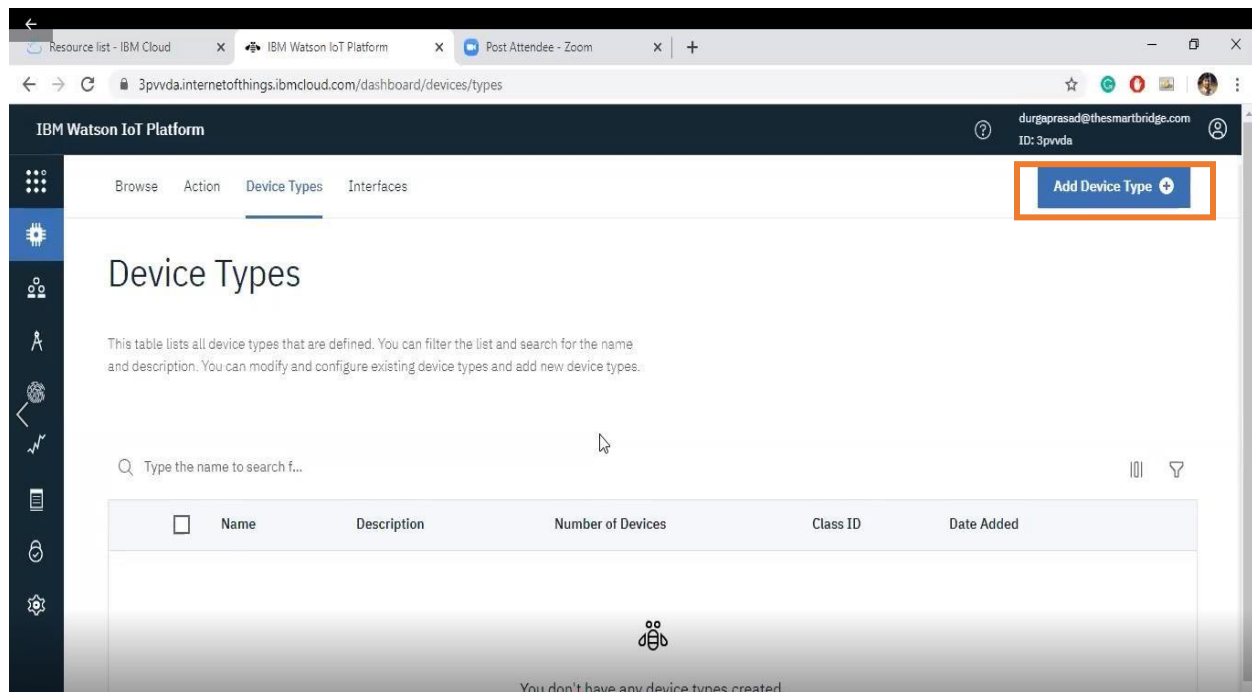 Resource list - IBM Cloud
IBM Watson IoT Platform
Post Attendee - Zoom
3pvvda.internetofthings.ibmcloud.com/dashboard/devices/types
IBM Watson IoT Platform
durgaprasad@thesmartbridge.com
ID: 3pvvda
Browse Action Device Types Interfaces
Add Device Type
Device Types
This table lists all device types that are defined. You can filter the list and search for the name
and description. You can modify and configure existing device types and add new device types.
Type the name to search f...
Name Description Number of Devices Class ID Date Added
You don't have any device types created